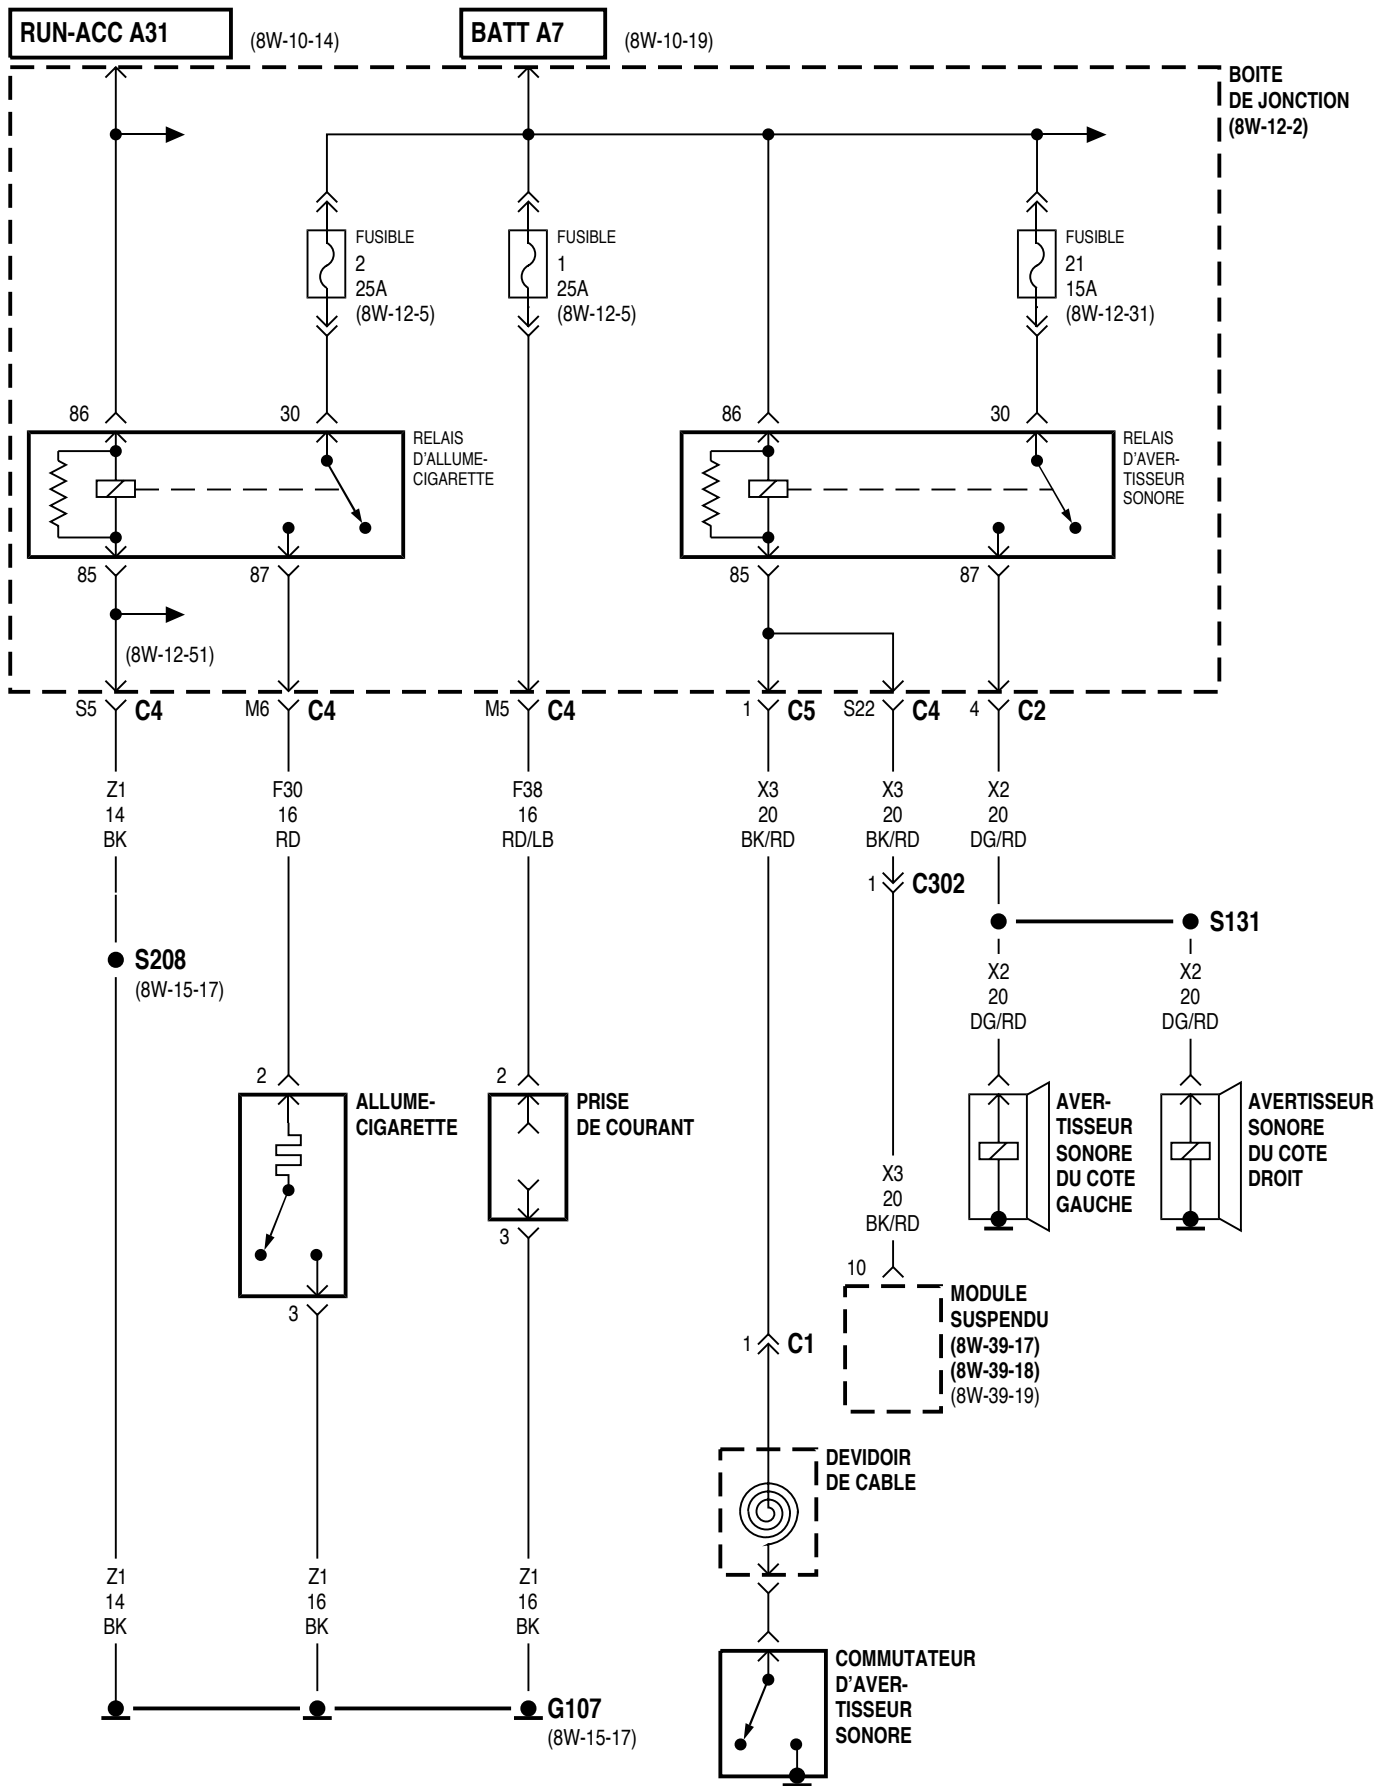 RUN-ACC A31
(8W-10-14)
BATT A7
(8W-10-19)
BOITE
DE JONCTION
(8W-12-2)
FUSIBLE
2
25A
(8W-12-5)
FUSIBLE
1
25A
(8W-12-5)
FUSIBLE
21
15A
(8W-12-31)
86
30
RELAIS
D'ALLUME-
CIGARETTE
86
30
RELAIS
D'AVER-
TISSEUR
SONORE
85
87
85
87
(8W-12-51)
S5
C4
M6
C4
M5
C4
1
C5
S22
C4
4
C2
Z1
14
BK
F30
16
RD
F38
16
RD/LB
X3
20
BK/RD
X3
20
BK/RD
X2
20
DG/RD
1
C302
S131
S208
(8W-15-17)
X2
20
DG/RD
X2
20
DG/RD
2
ALLUME-
CIGARETTE
3
2
PRISE
DE COURANT
3
AVER-
TISSEUR
SONORE
DU COTE
GAUCHE
AVERTISSEUR
SONORE
DU COTE
DROIT
X3
20
BK/RD
10
MODULE
SUSPENDU
(8W-39-17)
(8W-39-18)
(8W-39-19)
1
C1
DEVIDOIR
DE CABLE
Z1
14
BK
Z1
16
BK
Z1
16
BK
G107
(8W-15-17)
COMMUTATEUR
D'AVER-
TISSEUR
SONORE